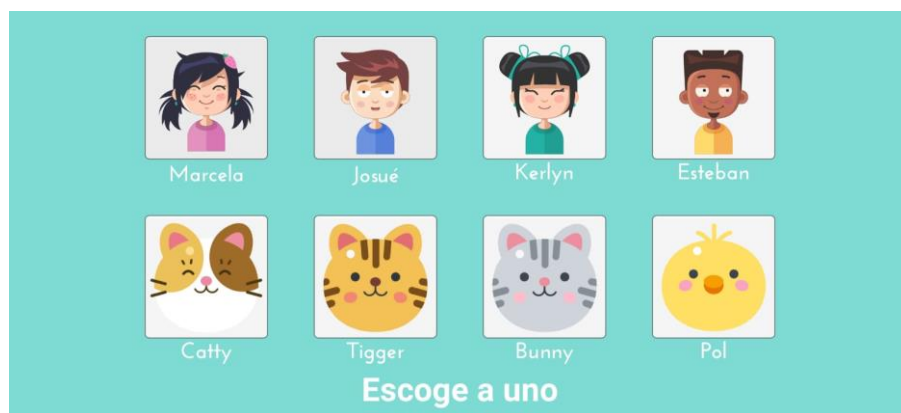 Marcela Josué Kerlyn Esteban
Catty Tigger Bunny Pol
Escoge a uno